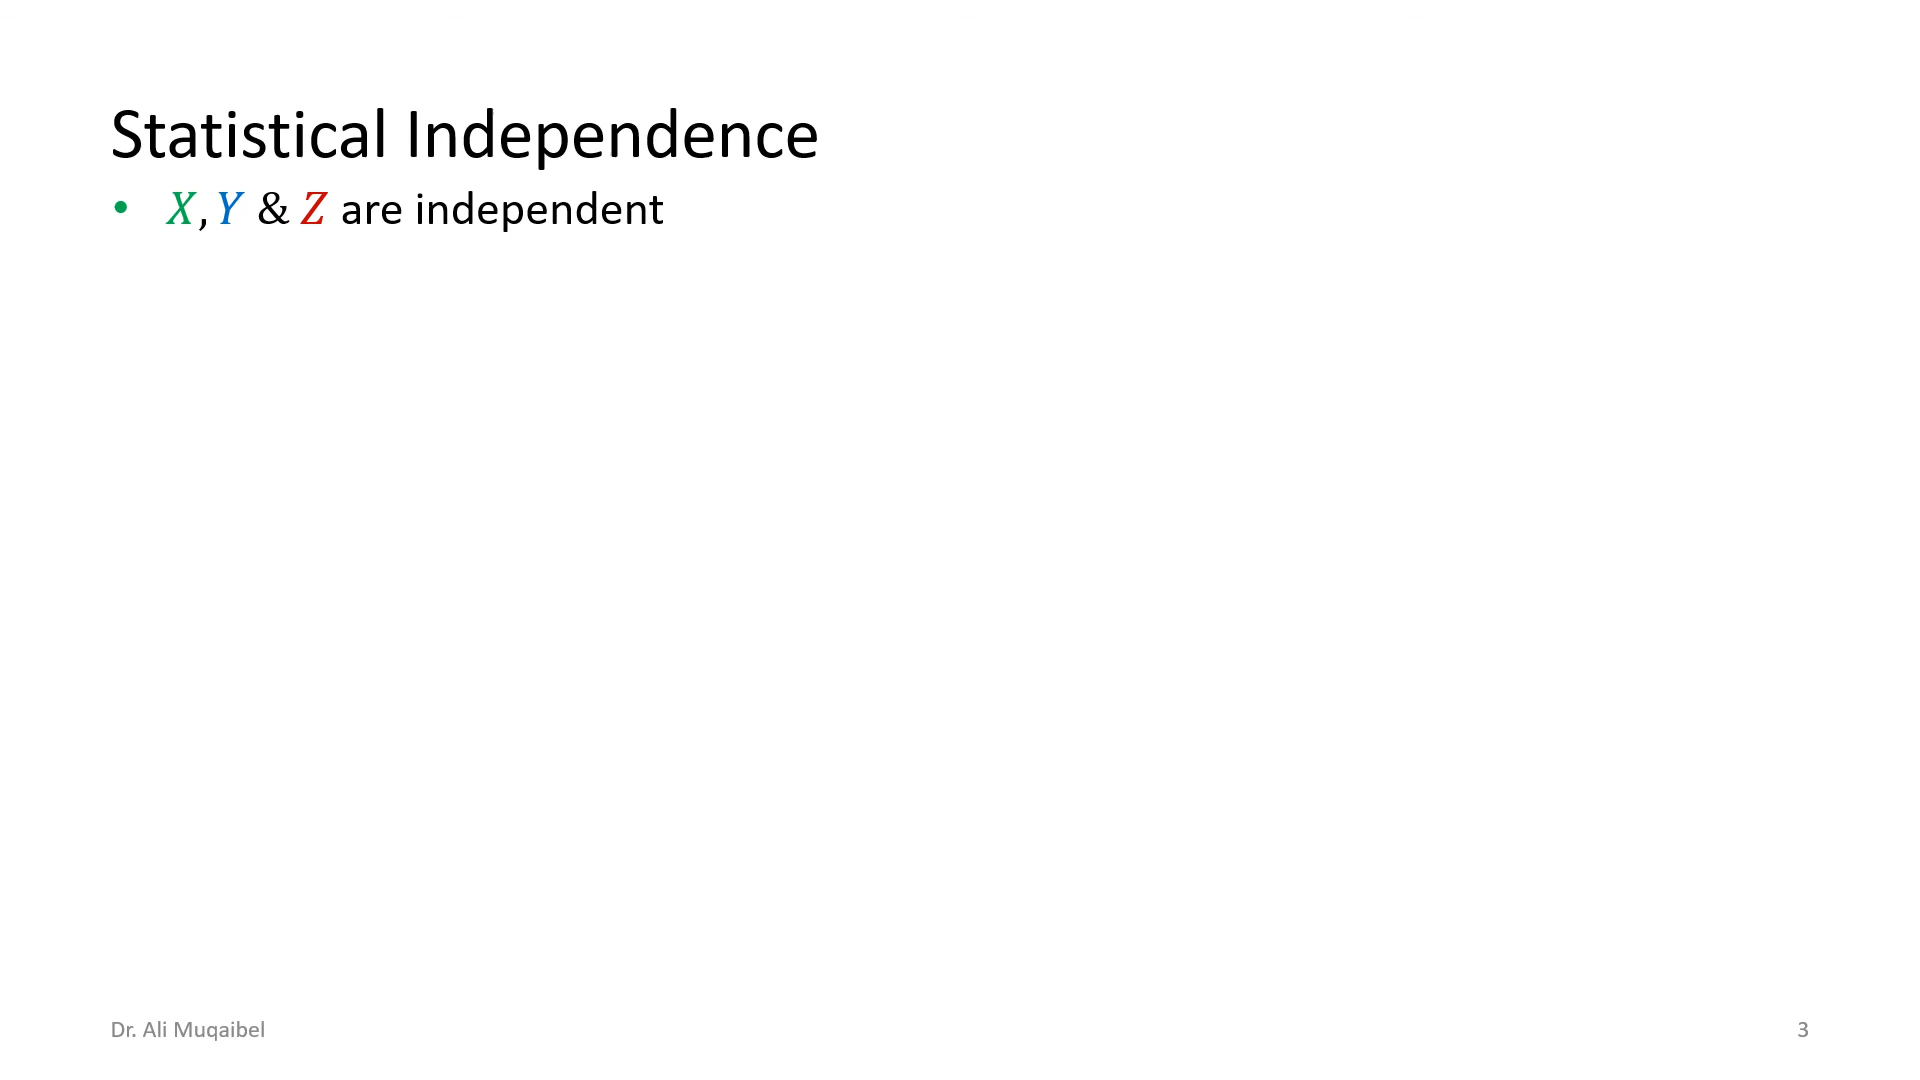 Statistical Independence
• X, Y & Z are independent
Dr. Ali Muqaibel
3